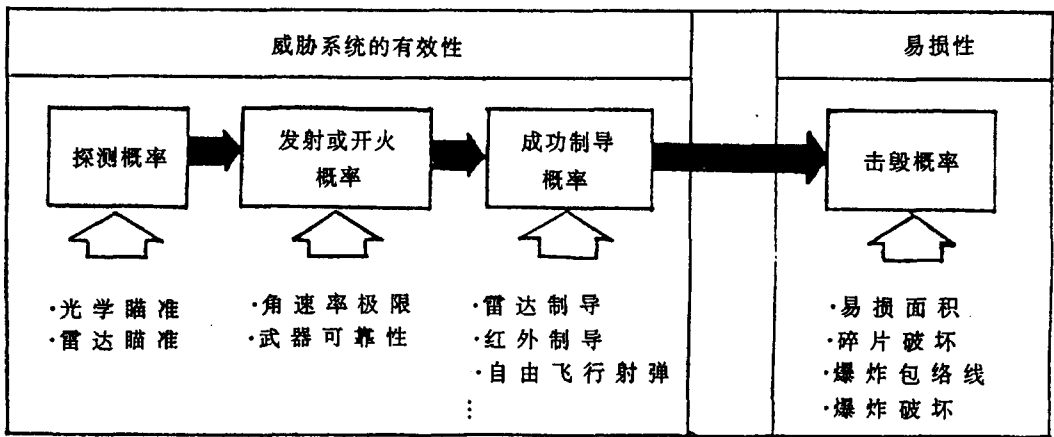 威胁系统的有效性
易损性
探测概率
发射或开火
概率
成功制导
概率
击毁概率
·光学瞄准
·雷达瞄准
·角速率极限
·武器可靠性
·雷达制导
·红外制导
·自由飞行射弹
⋮
·易损面积
·碎片破坏
·爆炸包络线
·爆炸破坏